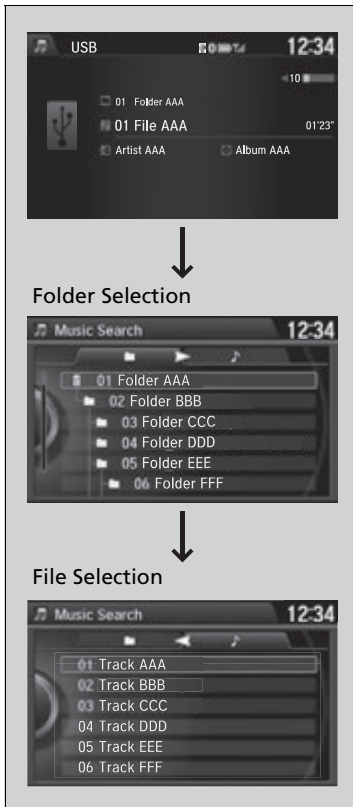 USB 12:34
10
01 Folder AAA
01 File AAA 01'23"
Artist AAA Album AAA
Folder Selection
Music Search 12:34
01 Folder AAA
02 Folder BBB
03 Folder CCC
04 Folder DDD
05 Folder EEE
06 Folder FFF
File Selection
Music Search 12:34
01 Track AAA
02 Track BBB
03 Track CCC
04 Track DDD
05 Track EEE
06 Track FFF